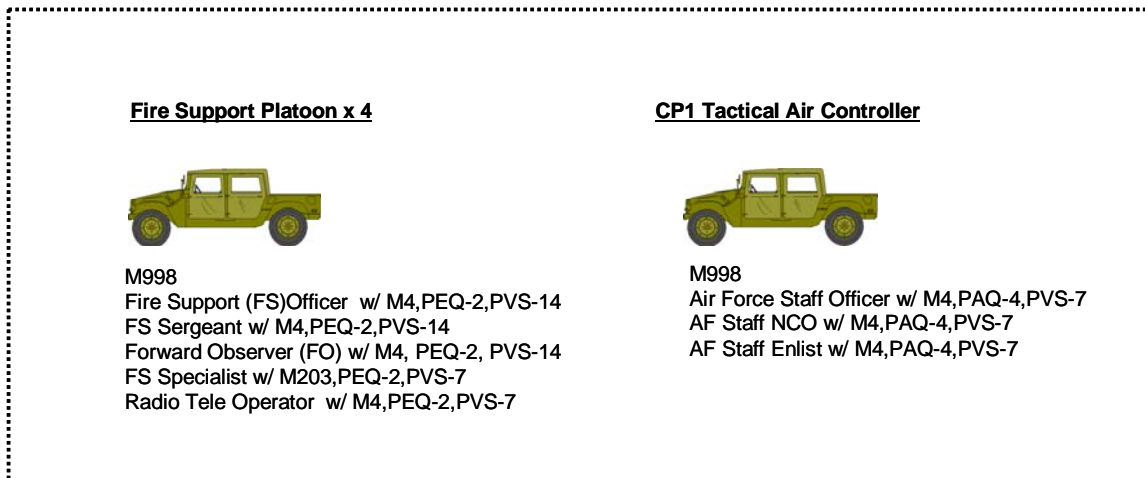 Fire Support Platoon x 4
M998
Fire Support (FS)Officer w/ M4,PEQ-2,PVS-14
FS Sergeant w/ M4,PEQ-2,PVS-14
Forward Observer (FO) w/ M4, PEQ-2, PVS-14
FS Specialist w/ M203,PEQ-2,PVS-7
Radio Tele Operator w/ M4,PEQ-2,PVS-7
CP1 Tactical Air Controller
M998
Air Force Staff Officer w/ M4,PAQ-4,PVS-7
AF Staff NCO w/ M4,PAQ-4,PVS-7
AF Staff Enlist w/ M4,PAQ-4,PVS-7